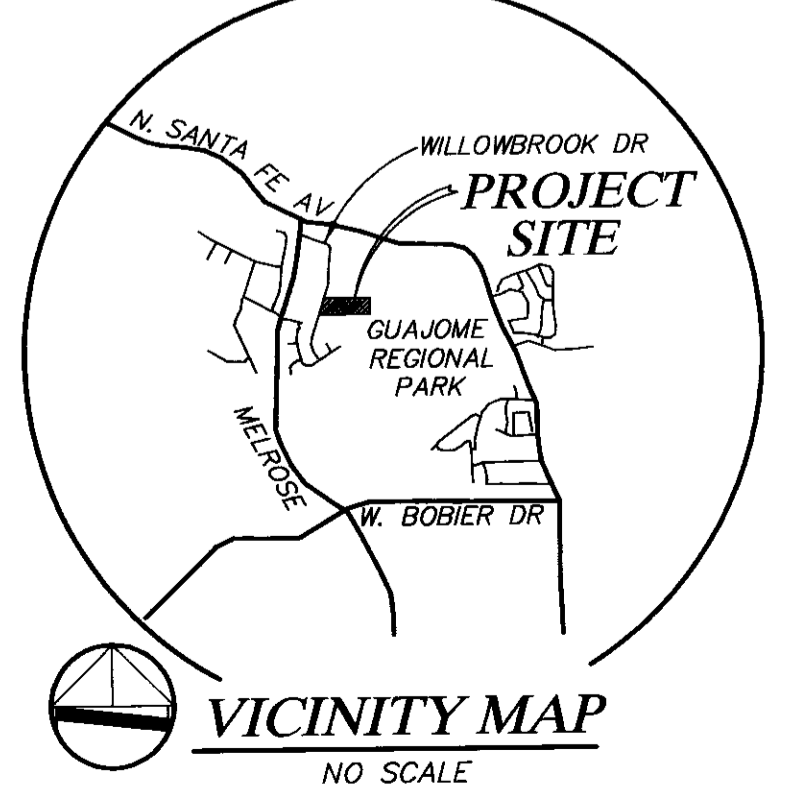 N. SANTA FE AV
WILLOWBROOK DR
PROJECT
SITE
GUAJOME
REGIONAL
PARK
MELROSE
W. BOBIER DR
VICINITY MAP
NO SCALE